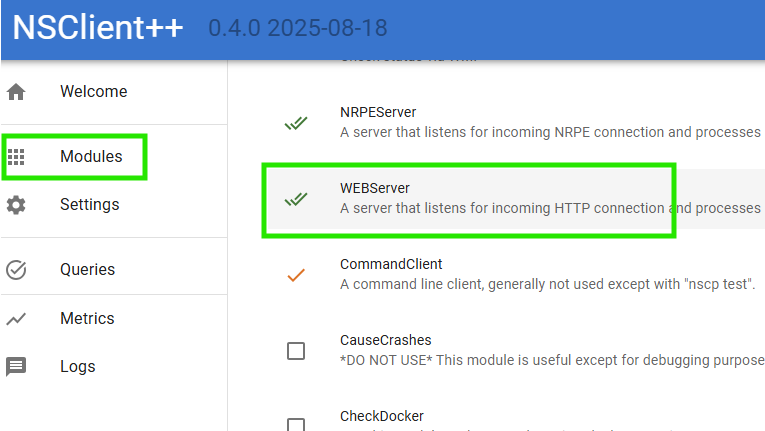 NSClient++ 0.4.0 2025-08-18
Welcome
Modules
Settings
Queries
Metrics
Logs
NRPEServer
A server that listens for incoming NRPE connection and processes
WEBServer
A server that listens for incoming HTTP connection and processes
CommandClient
A command line client, generally not used except with "nscp test".
CauseCrashes
*DO NOT USE* This module is useful except for debugging purpose
CheckDocker